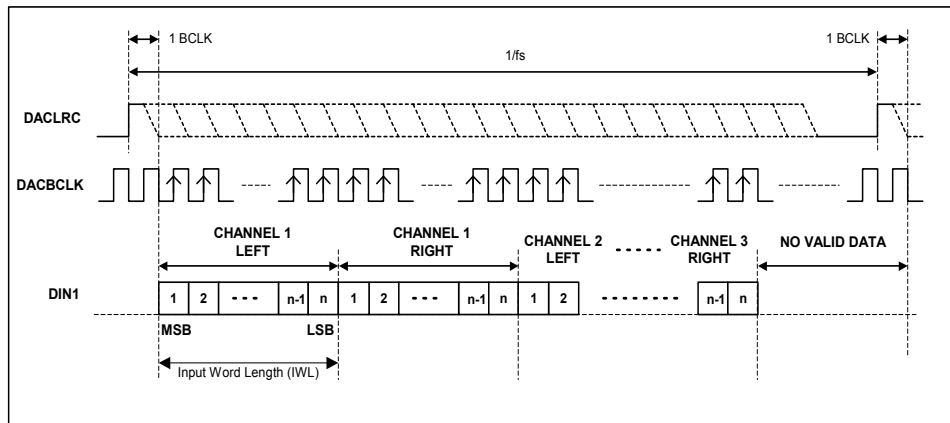 1 BCLK
1 BCLK
1/fs
DACLRC
DACBCLK
CHANNEL 1
LEFT
CHANNEL 1
RIGHT
CHANNEL 2
LEFT
CHANNEL 3
RIGHT
NO VALID DATA
DIN1
1 2 n-1 n 1 2 n-1 n 1 2 n-1 n
MSB
LSB
Input Word Length (IWL)